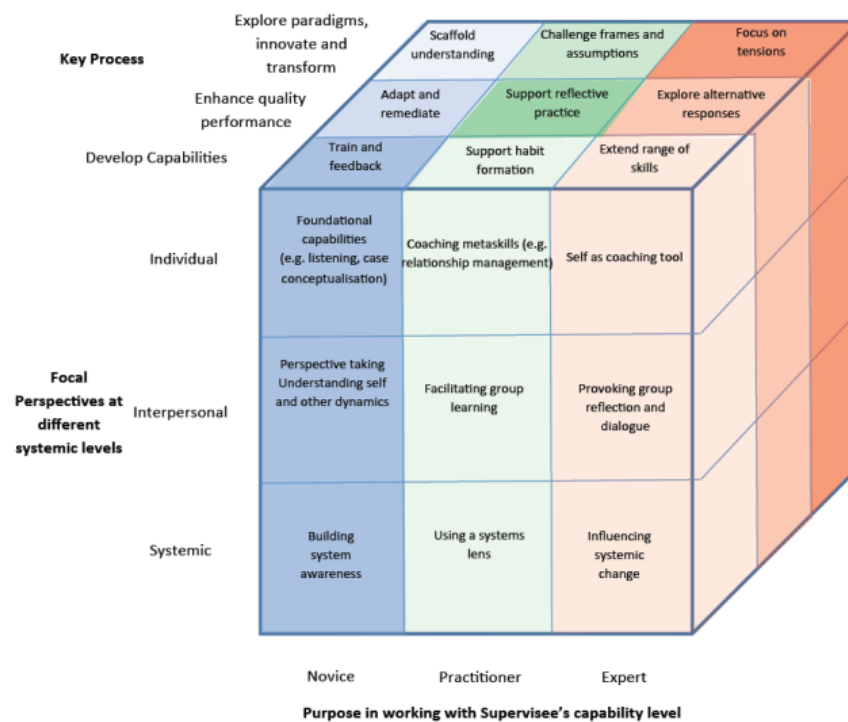 Explore paradigms,
innovate and
transform
Key Process
Scaffold
understanding
Challenge frames and
assumptions
Focus on
tensions
Enhance quality
performance
Adapt and
remediate
Support reflective
practice
Explore alternative
responses
Develop Capabilities
Train and
feedback
Support habit
formation
Extend range of
skills
Individual
Foundational
capabilities
(e.g. listening, case
conceptualisation)
Coaching metaskills (e.g.
relationship management)
Self as coaching tool
Focal
Perspectives at
different
systemic levels
Interpersonal
Perspective taking
Understanding self
and other dynamics
Facilitating group
learning
Provoking group
reflection and
dialogue
Systemic
Building
system
awareness
Using a systems
lens
Influencing
systemic
change
Novice
Practitioner
Expert
Purpose in working with Supervisee's capability level